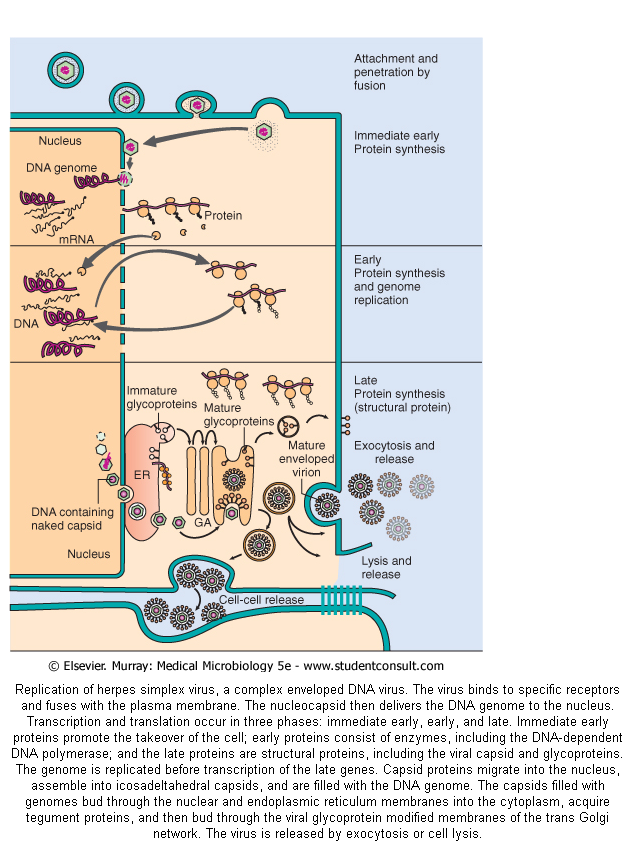 Attachment and
penetration by
fusion
Immediate early
Protein synthesis
Nucleus
DNA genome
Protein
mRNA
Early
Protein synthesis
and genome
replication
DNA
Late
Protein synthesis
(structural protein)
Immature
glycoproteins
Mature
glycoproteins
Mature
enveloped
virion
Exocytosis and
release
ER
GA
DNA containing
naked capsid
Nucleus
Lysis and
release
Cell-cell release
© Elsevier. Murray: Medical Microbiology 5e - www.studentconsult.com
Replication of herpes simplex virus, a complex enveloped DNA virus. The virus binds to specific receptors
and fuses with the plasma membrane. The nucleocapsid then delivers the DNA genome to the nucleus.
Transcription and translation occur in three phases: immediate early, early, and late. Immediate early
proteins promote the takeover of the cell; early proteins consist of enzymes, including the DNA-dependent
DNA polymerase; and the late proteins are structural proteins, including the viral capsid and glycoproteins.
The genome is replicated before transcription of the late genes. Capsid proteins migrate into the nucleus,
assemble into icosadeltahedral capsids, and are filled with the DNA genome. The capsids filled with
genomes bud through the nuclear and endoplasmic reticulum membranes into the cytoplasm, acquire
tegument proteins, and then bud through the viral glycoprotein modified membranes of the trans Golgi
network. The virus is released by exocytosis or cell lysis.